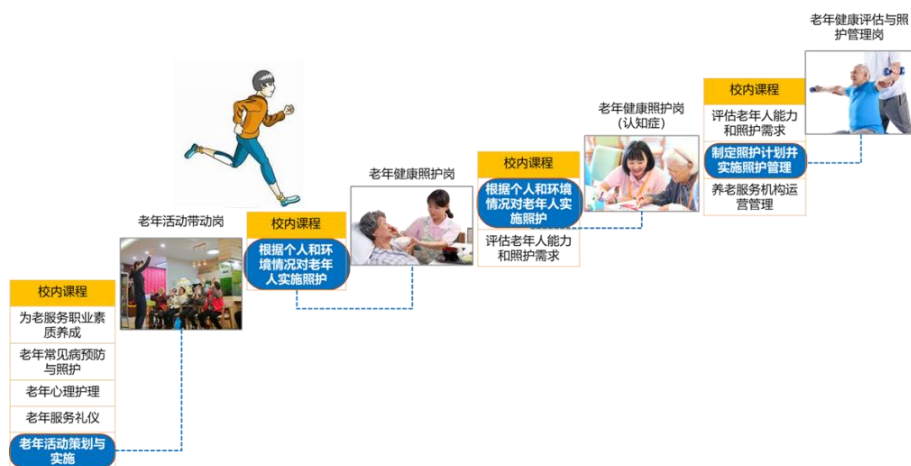 老年健康评估与照
护管理岗
校内课程
评估老年人能力
和照护需求
制定照护计划并
实施照护管理
养老服务机构运
营管理
老年健康照护岗
（认知症）
校内课程
根据个人和环境
情况对老年人实
施照护
评估老年人能力
和照护需求
老年健康照护岗
校内课程
根据个人和环
境情况对老年
人实施照护
老年活动带动岗
校内课程
为老服务职业素
质养成
老年常见病预防
与照护
老年心理护理
老年服务礼仪
老年活动策划与
实施